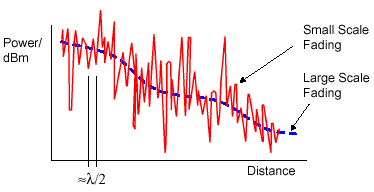 Power/
dBm
Small Scale
Fading
Large Scale
Fading
Distance
≈λ/2